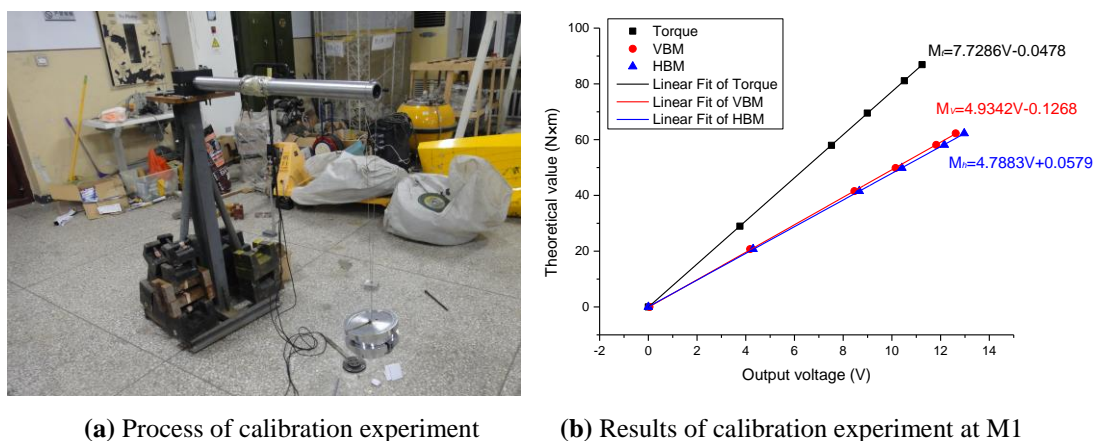 Torque
VBM
HBM
Linear Fit of Torque
Linear Fit of VBM
Linear Fit of HBM
Mₜ=7.7286V-0.0478
Mᵥ=4.9342V-0.1268
Mₕ=4.7883V+0.0579
100
80
60
40
20
0
Theoretical value (N×m)
-2 0 2 4 6 8 10 12 14
Output voltage (V)
(a) Process of calibration experiment (b) Results of calibration experiment at M1